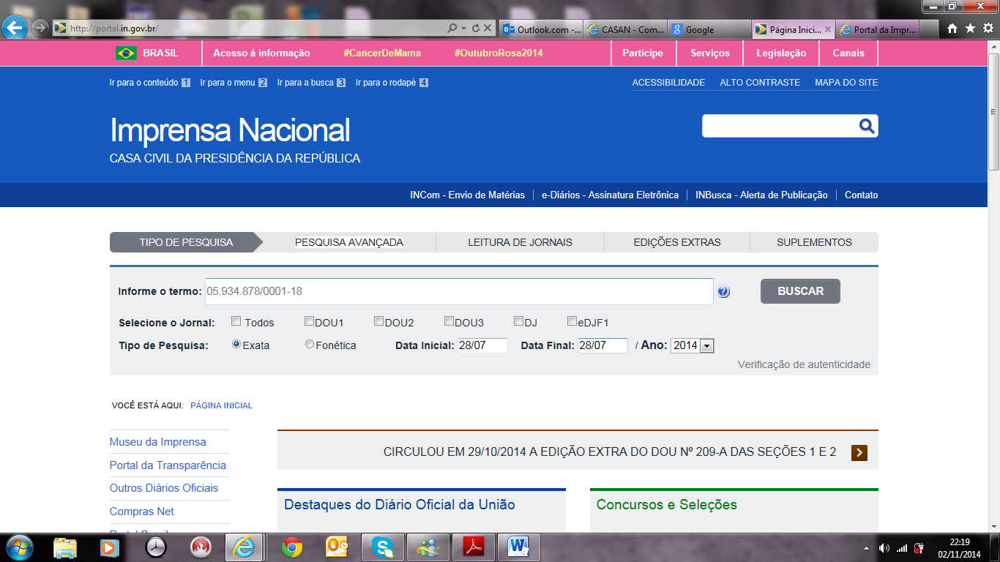 http://portal.in.gov.br/
Outlook.com -...
CASAN - Com...
Google
Página Inici...
Portal da Impr...
BRASIL
Acesso à informação
#CancerDeMama
#OutubroRosa2014
Participe
Serviços
Legislação
Canais
Ir para o conteúdo 1
Ir para o menu 2
Ir para a busca 3
Ir para o rodapé 4
ACESSIBILIDADE
ALTO CONTRASTE
MAPA DO SITE
Imprensa Nacional
CASA CIVIL DA PRESIDÊNCIA DA REPÚBLICA
INCom - Envio de Matérias
e-Diários - Assinatura Eletrônica
INBusca - Alerta de Publicação
Contato
TIPO DE PESQUISA
PESQUISA AVANÇADA
LEITURA DE JORNAIS
EDIÇÕES EXTRAS
SUPLEMENTOS
Informe o termo: 05.934.878/0001-18
BUSCAR
Selecione o Jornal: Todos DOU1 DOU2 DOU3 DJ eDJF1
Tipo de Pesquisa: Exata Fonética Data Inicial: 28/07 Data Final: 28/07 / Ano: 2014
Verificação de autenticidade
VOCÊ ESTÁ AQUI: PÁGINA INICIAL
Museu da Imprensa
Portal da Transparência
Outros Diários Oficiais
Compras Net
CIRCULOU EM 29/10/2014 A EDIÇÃO EXTRA DO DOU Nº 209-A DAS SEÇÕES 1 E 2
Destaques do Diário Oficial da União
Concursos e Seleções
22:19
02/11/2014